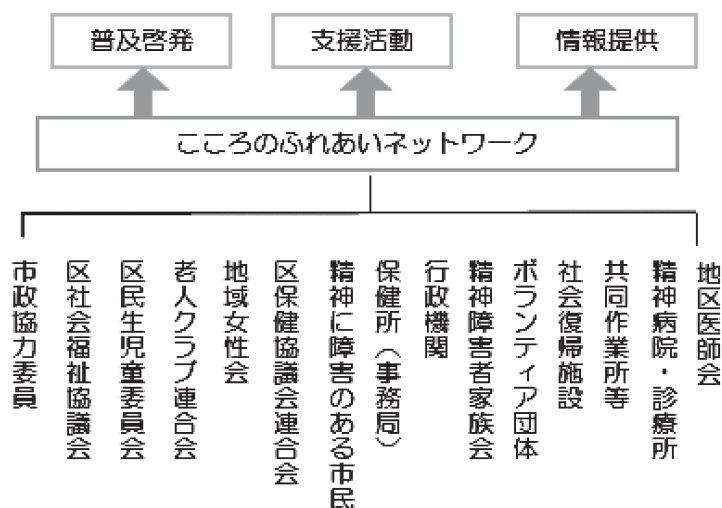 普及啓発
支援活動
情報提供
こころのふれあいネットワーク
市政協力委員
区社会福祉協議会
区民生児童委員会
老人クラブ連合会
地域女性会
区保健協議会連合会
精神に障害のある市民
保健所（事務局）
行政機関
精神障害者家族会
ボランティア団体
社会復帰施設
共同作業所等
精神病院・診療所
地区医師会